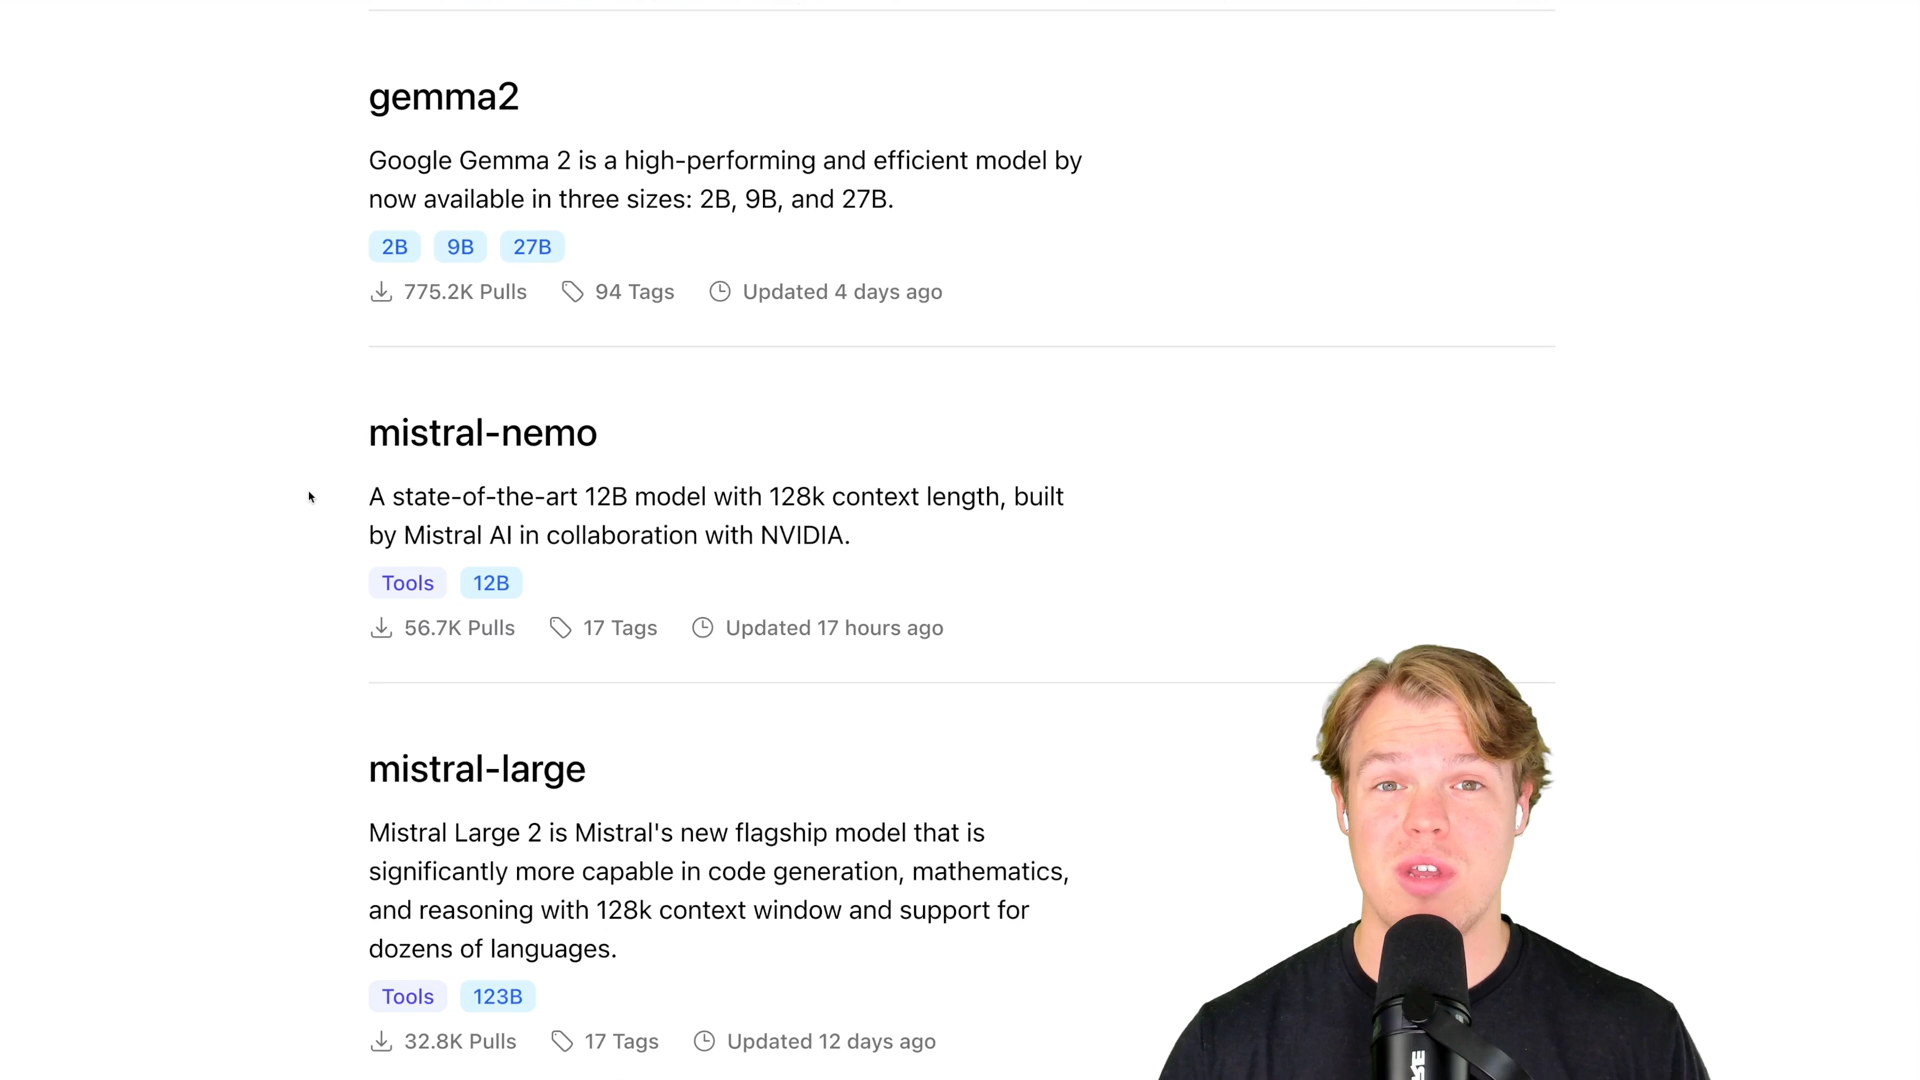 gemma2
Google Gemma 2 is a high-performing and efficient model by
now available in three sizes: 2B, 9B, and 27B.
2B 9B 27B
775.2K Pulls 94 Tags Updated 4 days ago
mistral-nemo
A state-of-the-art 12B model with 128k context length, built
by Mistral AI in collaboration with NVIDIA.
Tools 12B
56.7K Pulls 17 Tags Updated 17 hours ago
mistral-large
Mistral Large 2 is Mistral's new flagship model that is
significantly more capable in code generation, mathematics,
and reasoning with 128k context window and support for
dozens of languages.
Tools 123B
32.8K Pulls 17 Tags Updated 12 days ago